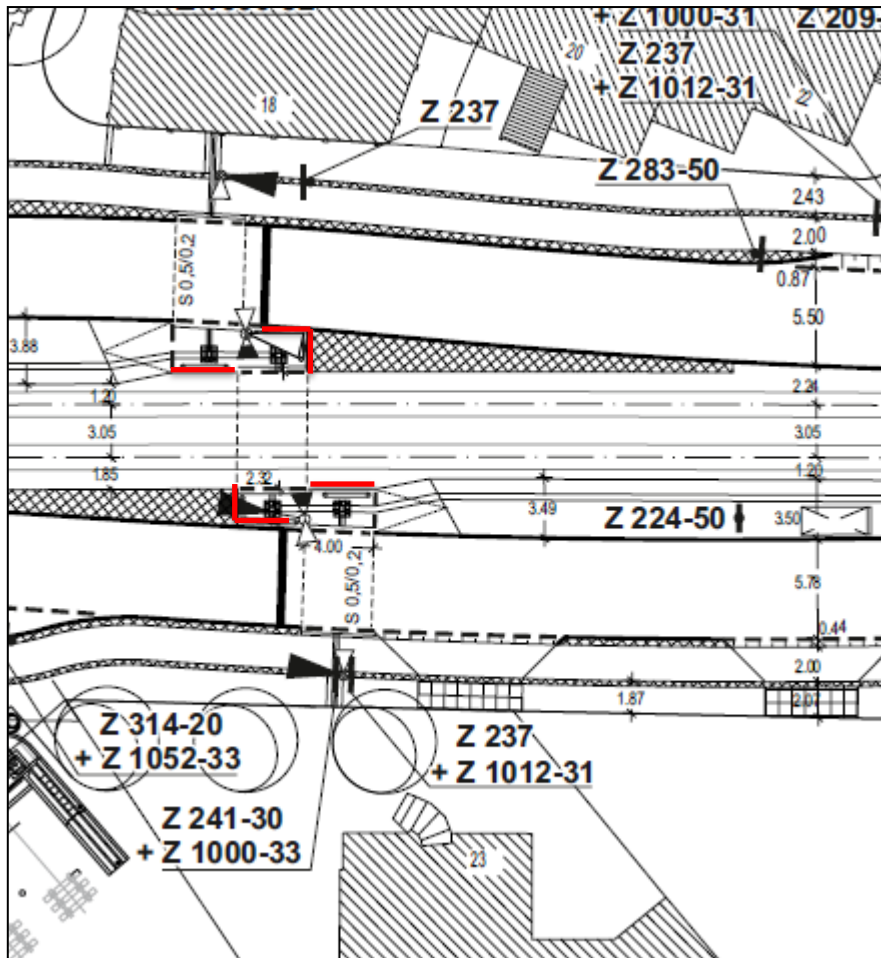 + Z 1000-31
Z 209-
20
Z 237
+ Z 1012-31
22
18
Z 237
Z 283-50
2.43
2.00
S 0,5/0,2
0.87
5.50
3.88
2.24
1.20
3.05
3.05
1.85
2.32
1.20
3.49
Z 224-50
3.50
4.00
S 0,5/0,2
5.78
0.44
2.00
1.87
2.07
Z 314-20
+ Z 1052-33
Z 237
+ Z 1012-31
Z 241-30
+ Z 1000-33
23